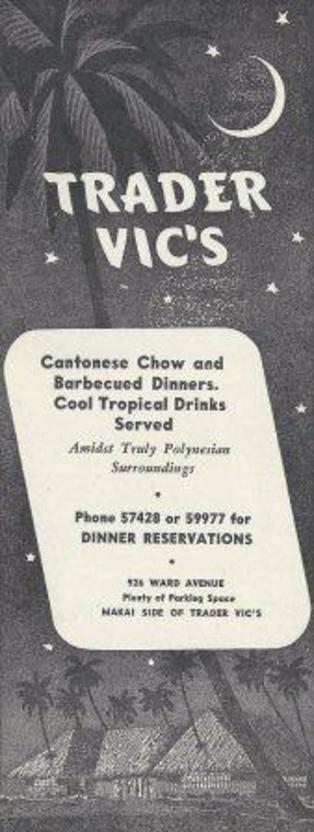 TRADER
VIC'S
Cantonese Chow and
Barbecued Dinners.
Cool Tropical Drinks
Served
Amidst Truly Polynesian
Surroundings
Phone 57428 or 59977 for
DINNER RESERVATIONS
926 WARD AVENUE
Plenty of Parking Space
MAKAI SIDE OF TRADER VIC'S